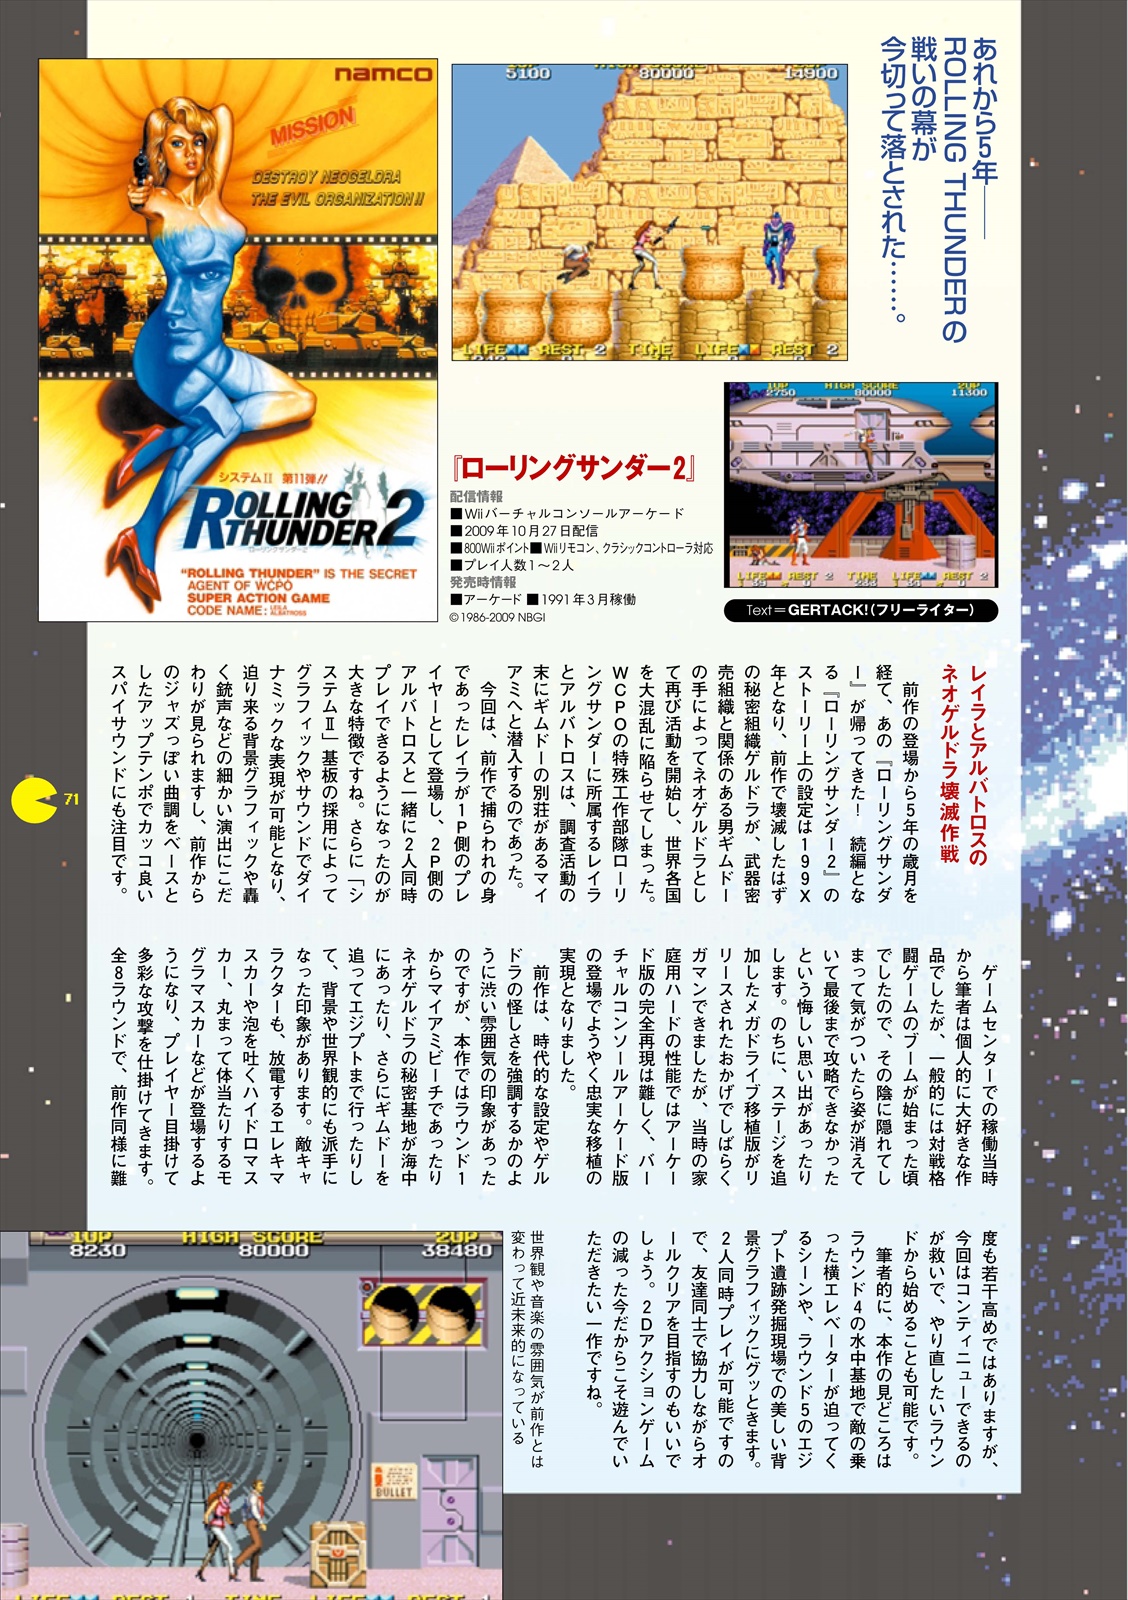 あれから5年――
ROLLING THUNDERの
戦いの幕が
今切って落とされた……。
namco
MISSION
DESTROY NEOGELDRA
THE EVIL ORGANIZATION!!
システムII 第11弾!!
ROLLING
THUNDER2
ローリングサンダー2
"ROLLING THUNDER" IS THE SECRET
AGENT OF WCPO
SUPER ACTION GAME
CODE NAME: LEILA
ALBATROSS
5100 80000 14900
LIFE REST 2 TIME LIFE REST 2
1UP HIGH SCORE 2UP
2750 80000 11300
LIFE REST 2 TIME LIFE REST 2
『ローリングサンダー2』
配信情報
■Wiiバーチャルコンソールアーケード
■2009年10月27日配信
■800Wiiポイント■Wiiリモコン、クラシックコントローラ対応
■プレイ人数1～2人
発売時情報
■アーケード ■1991年3月稼働
©1986-2009 NBGI
Text＝GERTACK!（フリーライター）
レイラとアルバトロスの
ネオゲルドラ壊滅作戦
前作の登場から5年の歳月を
経て、あの『ローリングサンダ
ー』が帰ってきた！　続編とな
る『ローリングサンダー2』の
ストーリー上の設定は199X
年となり、前作で壊滅したはず
の秘密組織ゲルドラが、武器密
売組織と関係のある男ギムドー
の手によってネオゲルドラとし
て再び活動を開始し、世界各国
を大混乱に陥らせてしまった。
WCPOの特殊工作部隊ローリ
ングサンダーに所属するレイラ
とアルバトロスは、調査活動の
末にギムドーの別荘があるマイ
アミへと潜入するのであった。
今回は、前作で捕らわれの身
であったレイラが1P側のプレ
イヤーとして登場し、2P側の
アルバトロスと一緒に2人同時
プレイできるようになったのが
大きな特徴ですね。さらに「シ
ステムII」基板の採用によって
グラフィックやサウンドでダイ
ナミックな表現が可能となり、
迫り来る背景グラフィックや轟
く銃声などの細かい演出にこだ
わりが見られますし、前作から
のジャズっぽい曲調をベースと
したアップテンポでカッコ良い
スパイサウンドにも注目です。
ゲームセンターでの稼働当時
から筆者は個人的に大好きな作
品でしたが、一般的には対戦格
闘ゲームのブームが始まった頃
でしたので、その陰に隠れてし
まって気がついたら姿が消えて
いて最後まで攻略できなかった
という悔しい思い出があったり
します。のちに、ステージを追
加したメガドライブ移植版がリ
リースされたおかげでしばらく
ガマンできましたが、当時の家
庭用ハードの性能ではアーケー
ド版の完全再現は難しく、バー
チャルコンソールアーケード版
の登場でようやく忠実な移植の
実現となりました。
前作は、時代的な設定やゲル
ドラの怪しさを強調するかのよ
うに渋い雰囲気の印象があった
のですが、本作ではラウンド1
からマイアミビーチであったり
ネオゲルドラの秘密基地が海中
にあったり、さらにギムドーを
追ってエジプトまで行ったりし
て、背景や世界観的にも派手に
なった印象があります。敵キャ
ラクターも、放電するエレキマ
スカーや泡を吐くハイドロマス
カー、丸まって体当たりするモ
グラマスカーなどが登場するよ
うになり、プレイヤー目掛けて
多彩な攻撃を仕掛けてきます。
全8ラウンドで、前作同様に難
度も若干高めではありますが、
今回はコンティニューできるの
が救いで、やり直したいラウン
ドから始めることも可能です。
筆者的に、本作の見どころは
ラウンド4の水中基地で敵の乗
った横エレベーターが迫ってく
るシーンや、ラウンド5のエジ
プト遺跡発掘現場での美しい背
景グラフィックにグッときます。
2人同時プレイが可能ですの
で、友達同士で協力しながらオ
ールクリアを目指すのもいいで
しょう。2Dアクションゲーム
の減った今だからこそ遊んでい
ただきたい一作ですね。
世界観や音楽の雰囲気が前作とは
変わって近未来的になっている
1UP HIGH SCORE 2UP
8230 80000 38480
BULLET
LIFE REST 2 TIME LIFE REST 2
71